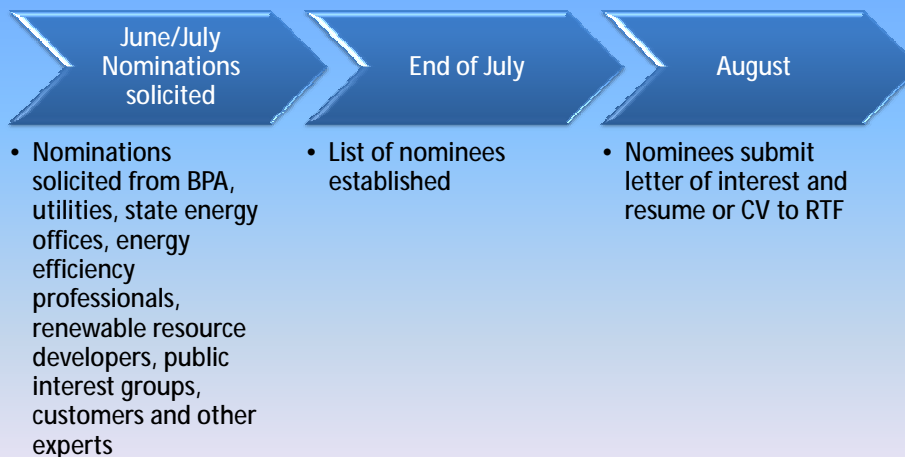 June/July
Nominations
solicited
• Nominations
solicited from BPA,
utilities, state energy
offices, energy
efficiency
professionals,
renewable resource
developers, public
interest groups,
customers and other
experts
End of July
• List of nominees
established
August
• Nominees submit
letter of interest and
resume or CV to RTF